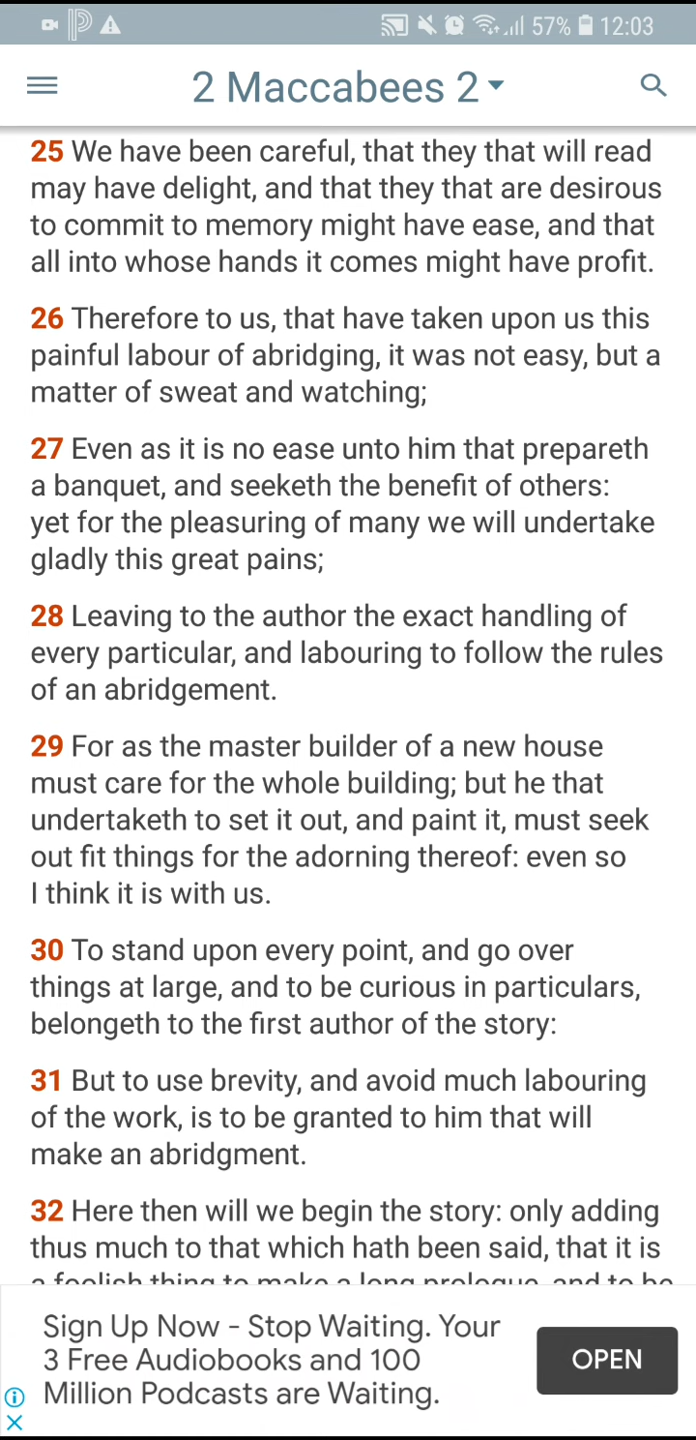 57% 12:03
2 Maccabees 2
25 We have been careful, that they that will read
may have delight, and that they that are desirous
to commit to memory might have ease, and that
all into whose hands it comes might have profit.
26 Therefore to us, that have taken upon us this
painful labour of abridging, it was not easy, but a
matter of sweat and watching;
27 Even as it is no ease unto him that prepareth
a banquet, and seeketh the benefit of others:
yet for the pleasuring of many we will undertake
gladly this great pains;
28 Leaving to the author the exact handling of
every particular, and labouring to follow the rules
of an abridgement.
29 For as the master builder of a new house
must care for the whole building; but he that
undertaketh to set it out, and paint it, must seek
out fit things for the adorning thereof: even so
I think it is with us.
30 To stand upon every point, and go over
things at large, and to be curious in particulars,
belongeth to the first author of the story:
31 But to use brevity, and avoid much labouring
of the work, is to be granted to him that will
make an abridgment.
32 Here then will we begin the story: only adding
thus much to that which hath been said, that it is
a foolish thing to make a long prologue, and to be
Sign Up Now - Stop Waiting. Your
3 Free Audiobooks and 100
Million Podcasts are Waiting.
OPEN